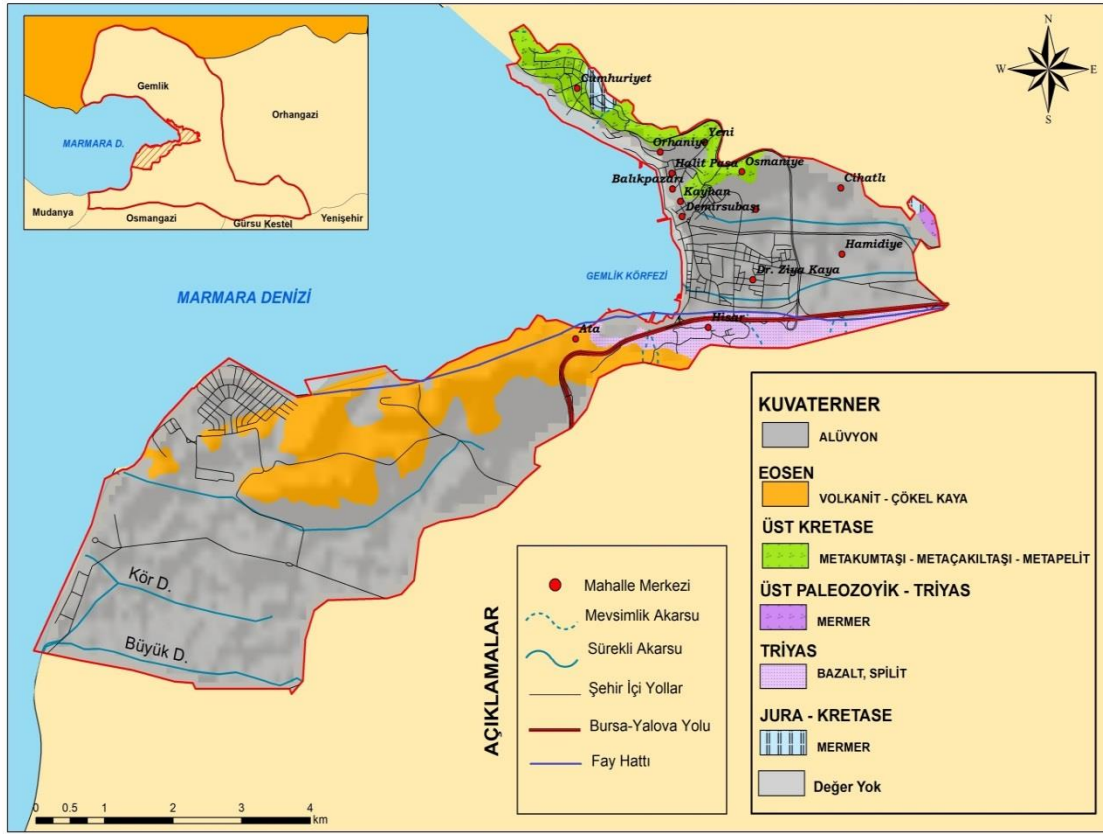 Gemlik
Orhangazi
MARMARA D.
Mudanya
Osmangazi
Gürsu Kestel
Yenişehir
N
W
E
S
Cumhuriyet
Yeni
Orhaniye
Halit Paşa
Osmaniye
Balıkpazarı
Cihatlı
Kayhan
Demirsubaşı
Hamidiye
GEMLİK KÖRFEZİ
Dr. Ziya Kaya
MARMARA DENİZİ
Hisar
Ata
Kör D.
Büyük D.
0 0.5 1 2 3 4
km
AÇIKLAMALAR
Mahalle Merkezi
Mevsimlik Akarsu
Sürekli Akarsu
Şehir İçi Yollar
Bursa-Yalova Yolu
Fay Hattı
KUVATERNER
ALÜVYON
EOSEN
VOLKANİT - ÇÖKEL KAYA
ÜST KRETASE
METAKUMTAŞI - METAÇAKILTAŞI - METAPELİT
ÜST PALEOZOYİK - TRİYAS
MERMER
TRİYAS
BAZALT, SPİLİT
JURA - KRETASE
MERMER
Değer Yok